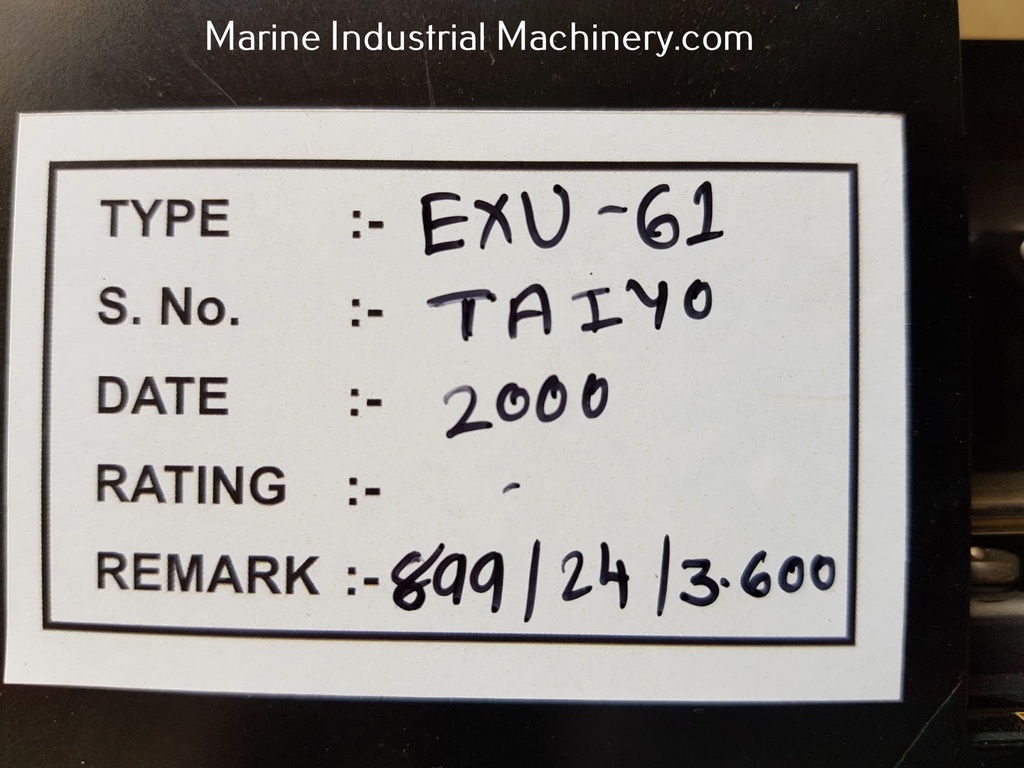 Marine Industrial Machinery.com
TYPE :- EXU-61
S. No. :- TAIYO
DATE :- 2000
RATING :- -
REMARK :- 899/24/3.600